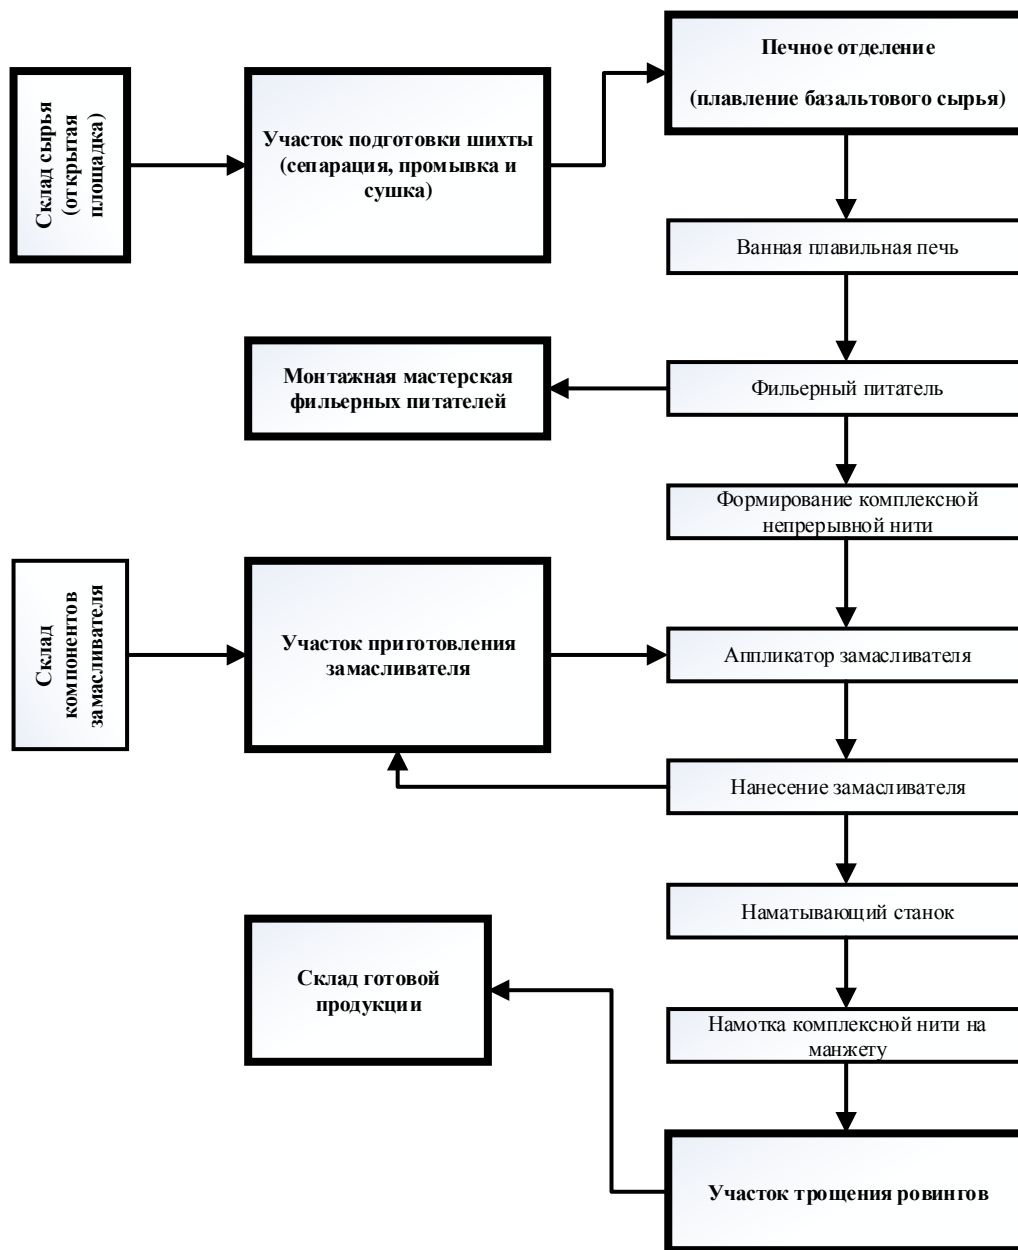 Печное отделение
(плавление базальтового сырья)
Склад сырья
(открытая
площадка)
Участок подготовки шихты
(сепарация, промывка и
сушка)
Ванная плавильная печь
Монтажная мастерская
фильерных питателей
Фильерный питатель
Формирование комплексной
непрерывной нити
Склад
компонентов
замасливателя
Участок приготовления
замасливателя
Аппликатор замасливателя
Нанесение замасливателя
Наматывающий станок
Склад готовой
продукции
Намотка комплексной нити на
манжету
Участок трощения ровингов